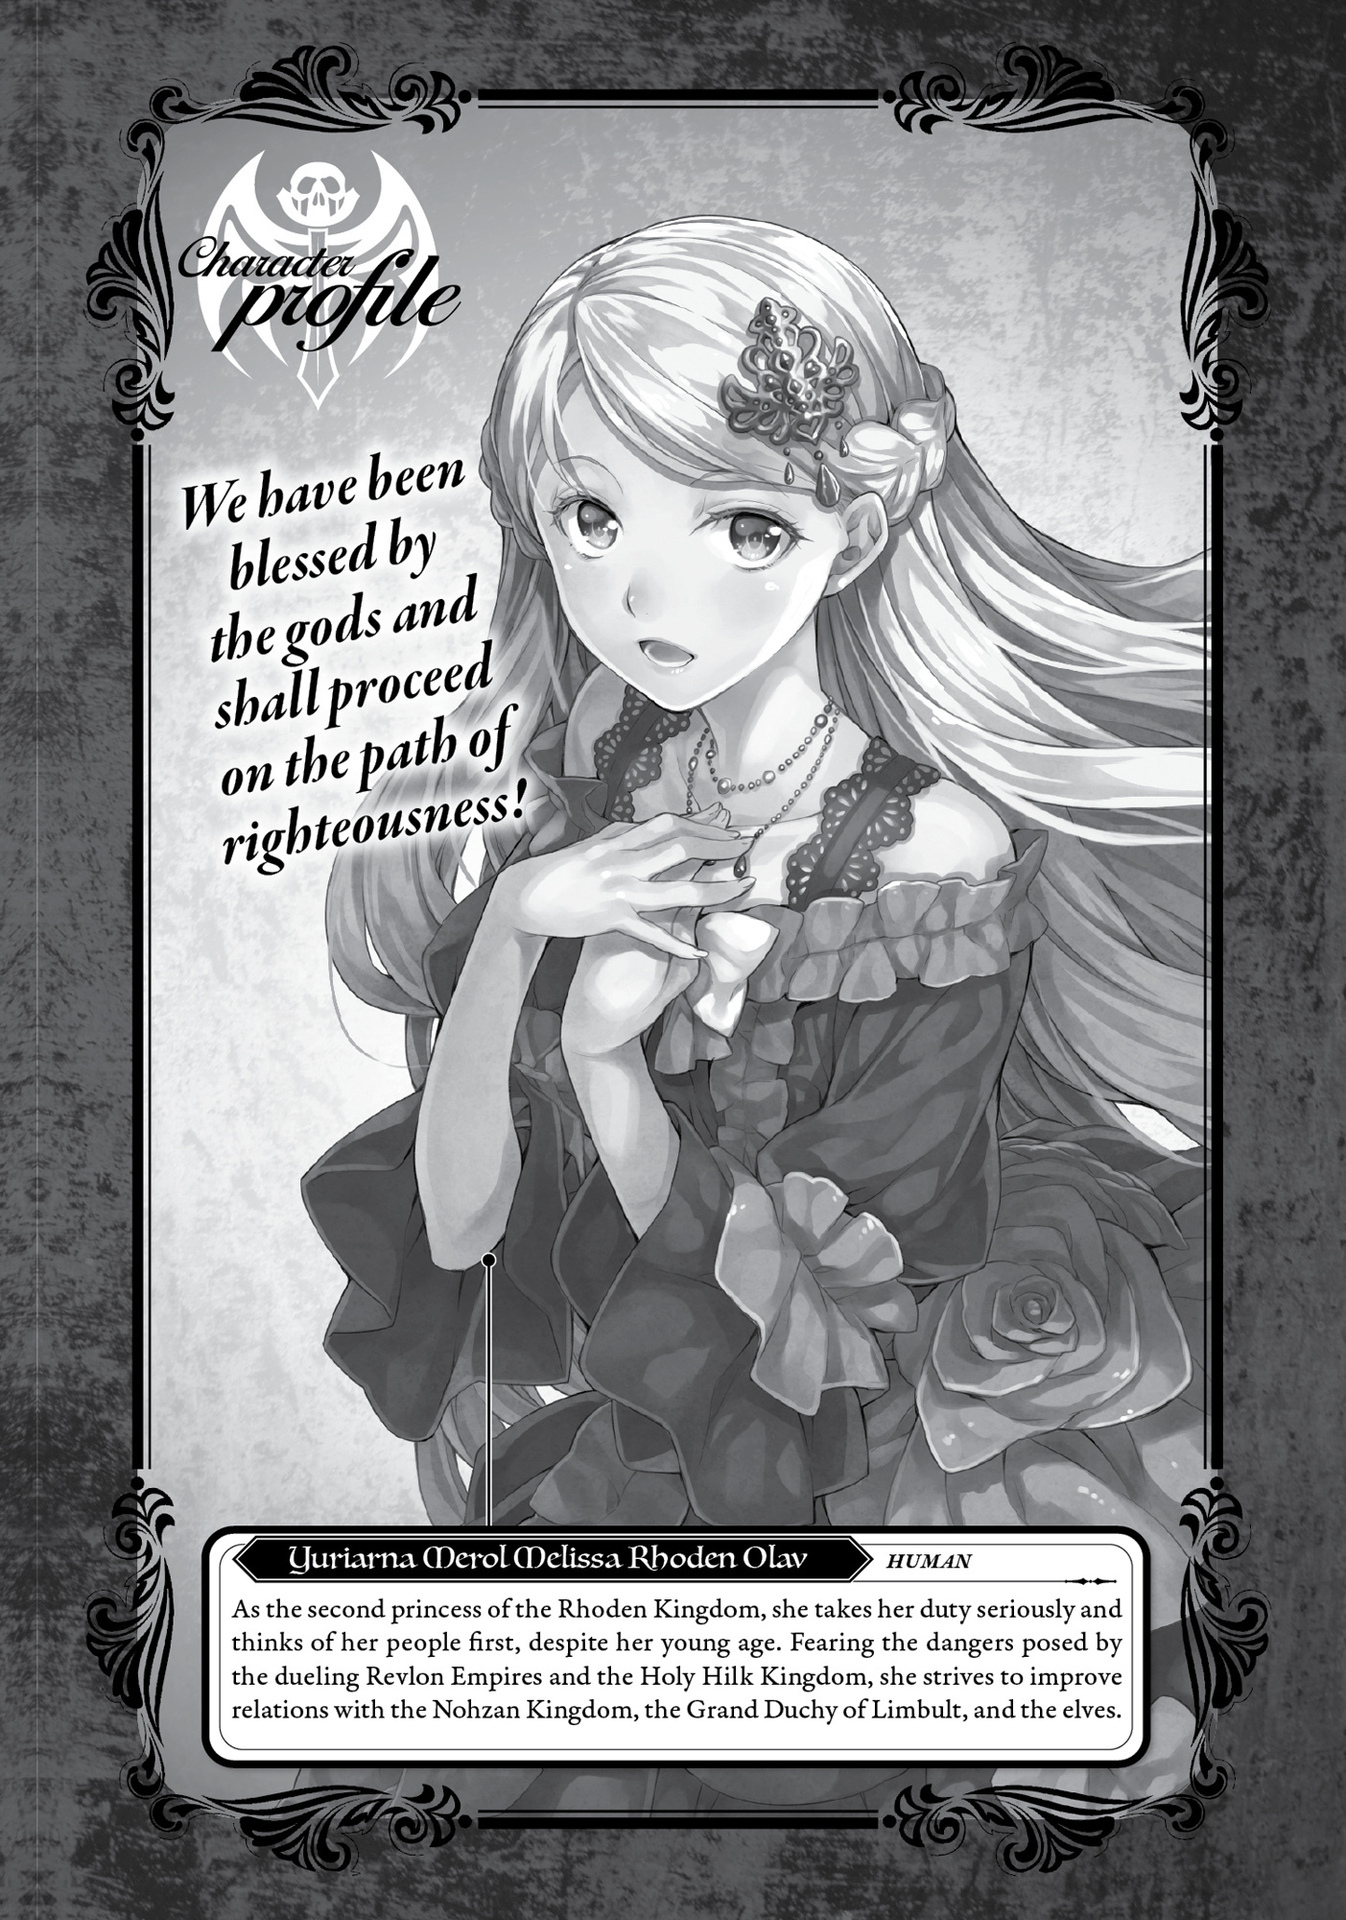 Character
profile
We have been
blessed by
the gods and
shall proceed
on the path of
righteousness!
Yuriarna Merol Melissa Rhoden Olav
HUMAN
As the second princess of the Rhoden Kingdom, she takes her duty seriously and
thinks of her people first, despite her young age. Fearing the dangers posed by
the dueling Revlon Empires and the Holy Hilk Kingdom, she strives to improve
relations with the Nohzan Kingdom, the Grand Duchy of Limbult, and the elves.